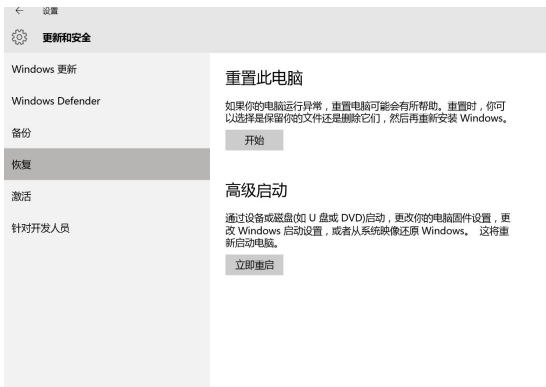 ← 设置
更新和安全
Windows 更新
Windows Defender
备份
恢复
激活
针对开发人员
重置此电脑
如果你的电脑运行异常，重置电脑可能会有所帮助。重置时，你可
以选择是保留你的文件还是删除它们，然后再重新安装 Windows。
开始
高级启动
通过设备或磁盘(如 U 盘或 DVD)启动，更改你的电脑固件设置，更
改 Windows 启动设置，或者从系统映像还原 Windows。 这将重
新启动电脑。
立即重启